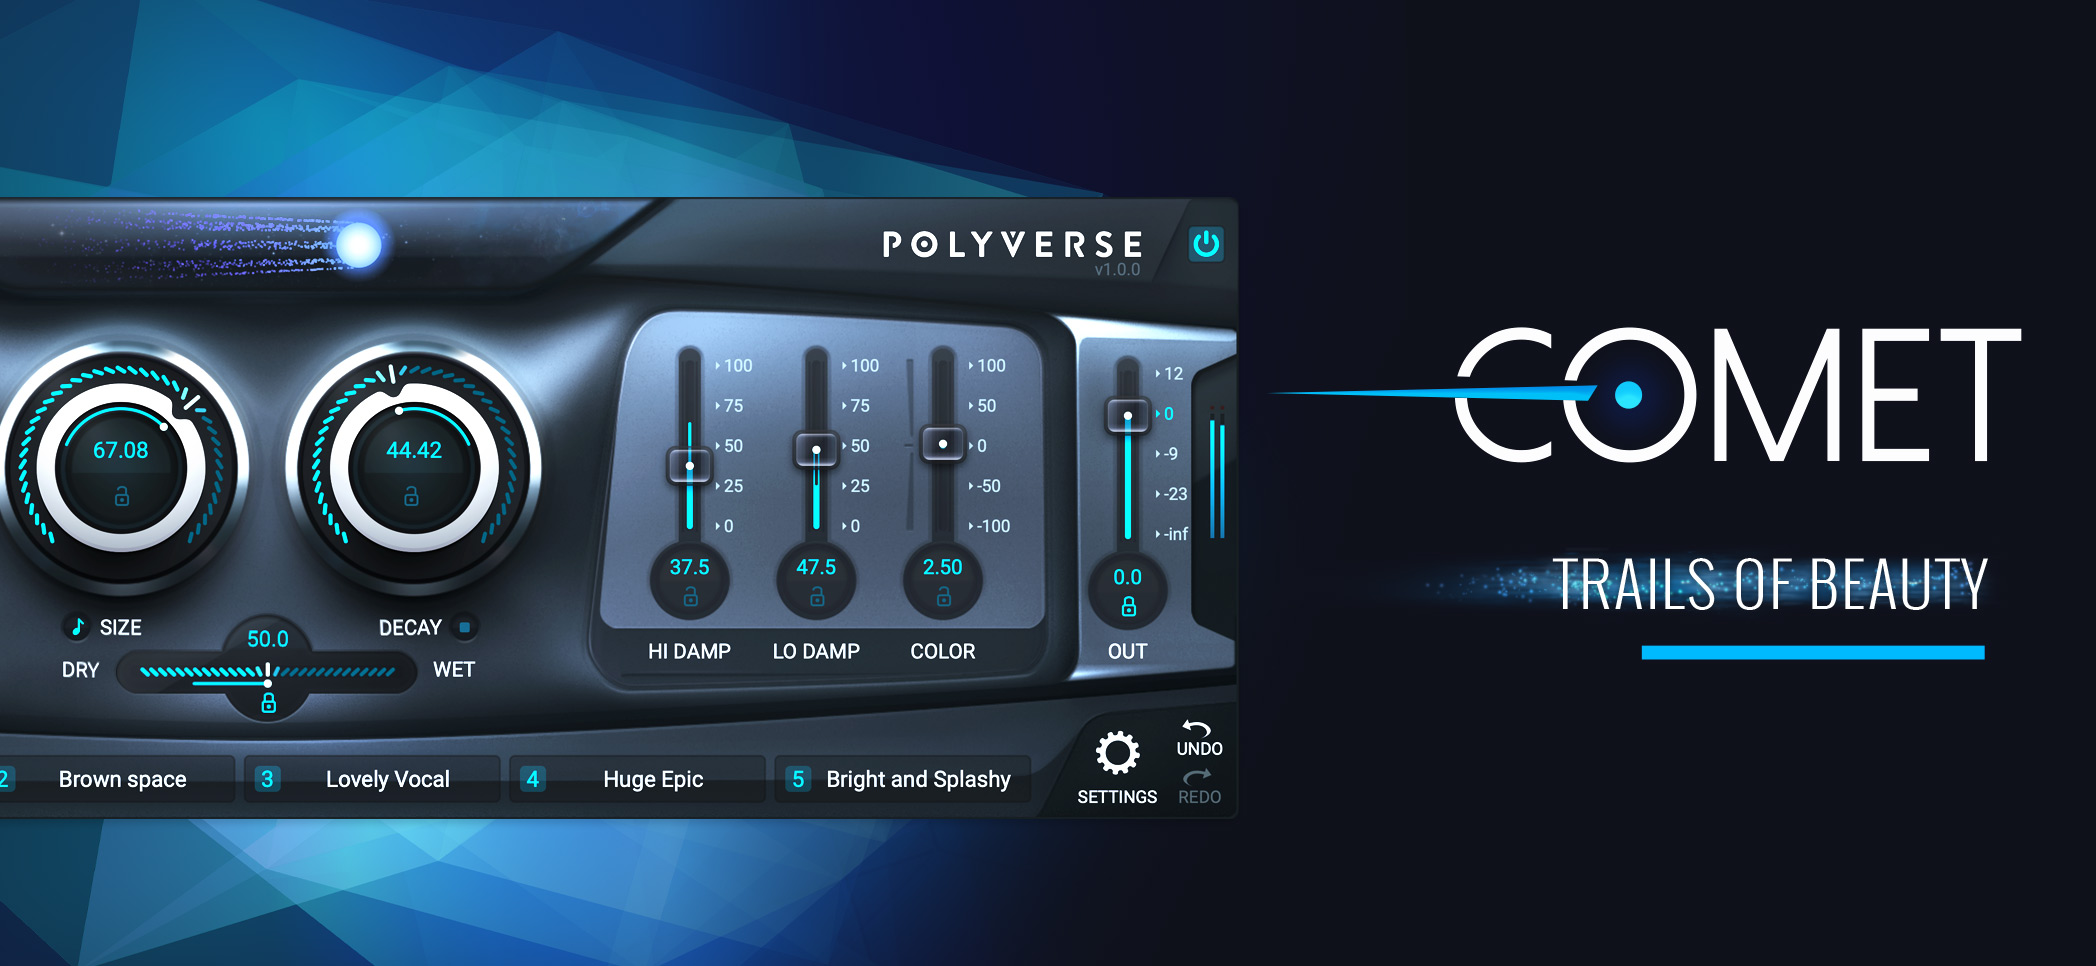 POLYVERSE
v1.0.0
67.08
44.42
100
75
50
25
0
100
75
50
25
0
100
50
0
-50
-100
12
0
-9
-23
-inf
37.5
47.5
2.50
0.0
SIZE
DECAY
50.0
DRY
WET
HI DAMP
LO DAMP
COLOR
OUT
2 Brown space
3 Lovely Vocal
4 Huge Epic
5 Bright and Splashy
SETTINGS
UNDO
REDO
COMET
TRAILS OF BEAUTY